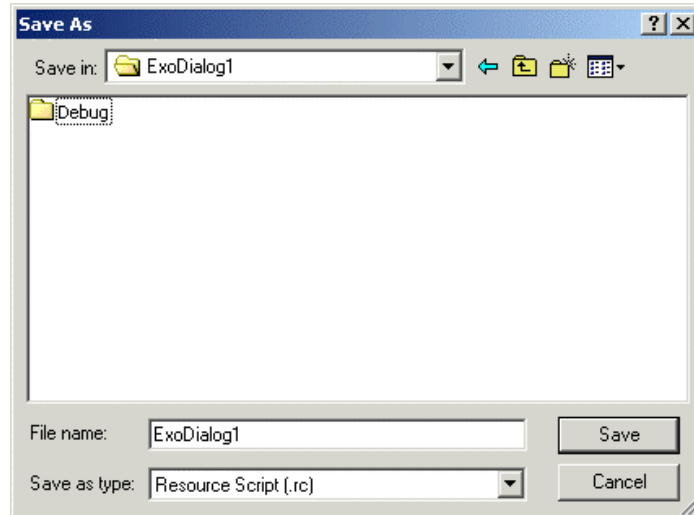 Save As
Save in: ExoDialog1
Debug
File name: ExoDialog1 Save
Save as type: Resource Script (.rc) Cancel